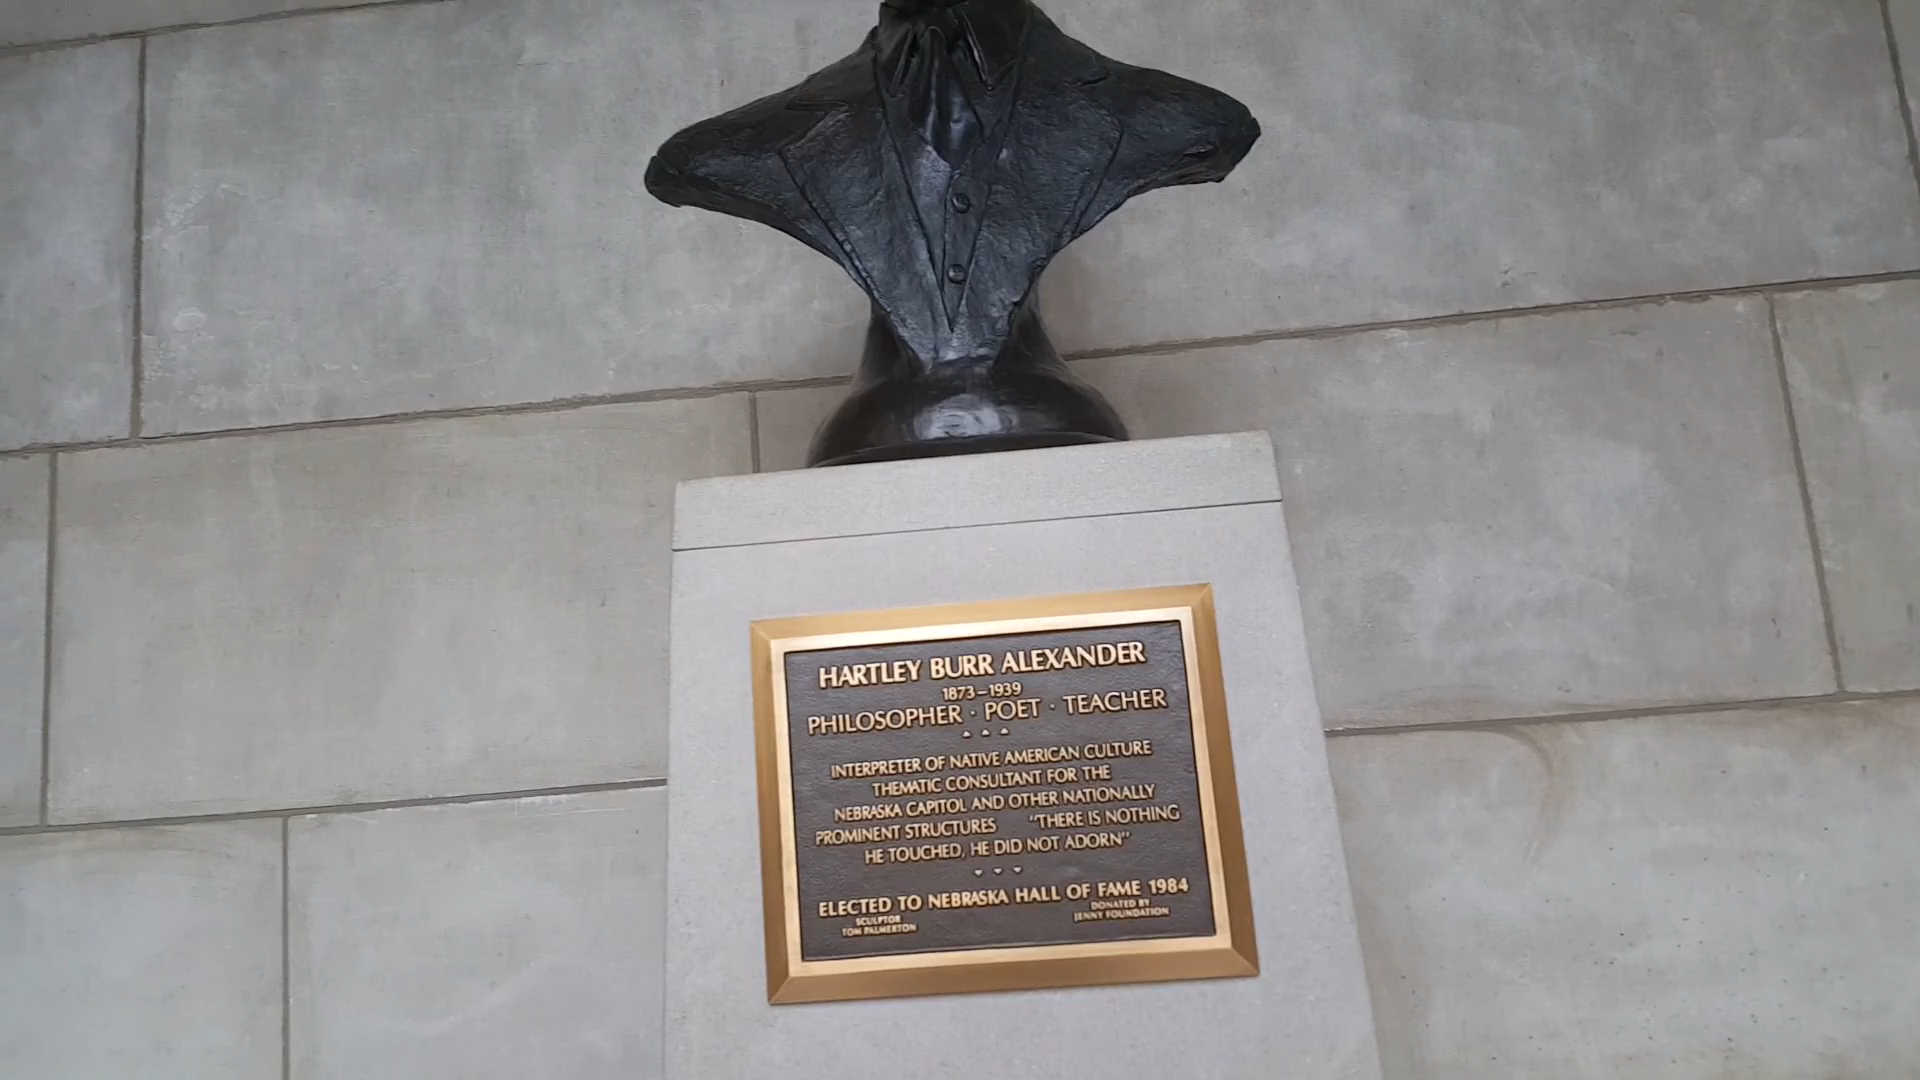 HARTLEY BURR ALEXANDER
1873–1939
PHILOSOPHER · POET · TEACHER
INTERPRETER OF NATIVE AMERICAN CULTURE
THEMATIC CONSULTANT FOR THE
NEBRASKA CAPITOL AND OTHER NATIONALLY
PROMINENT STRUCTURES "THERE IS NOTHING
HE TOUCHED, HE DID NOT ADORN"
ELECTED TO NEBRASKA HALL OF FAME 1984
SCULPTOR
TOM PALMERTON
DONATED BY
JENNY FOUNDATION